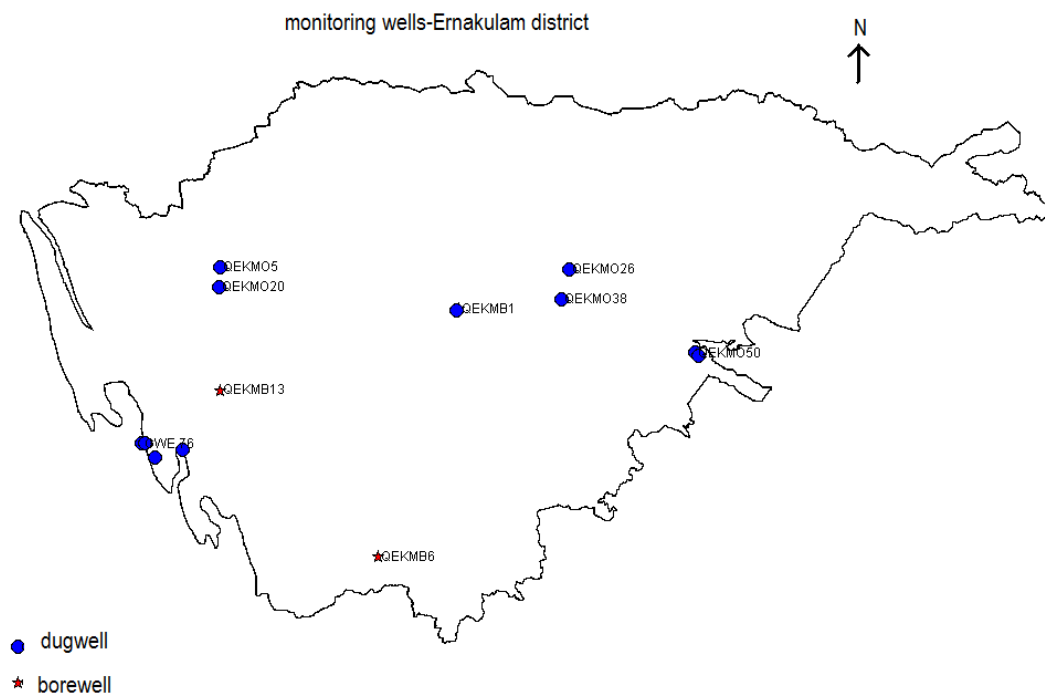 monitoring wells-Ernakulam district
N
QEKMO5
QEKMO26
QEKMO20
QEKMO38
QEKMB1
QEKMO50
QEKMB13
QEKMB6
dugwell
borewell